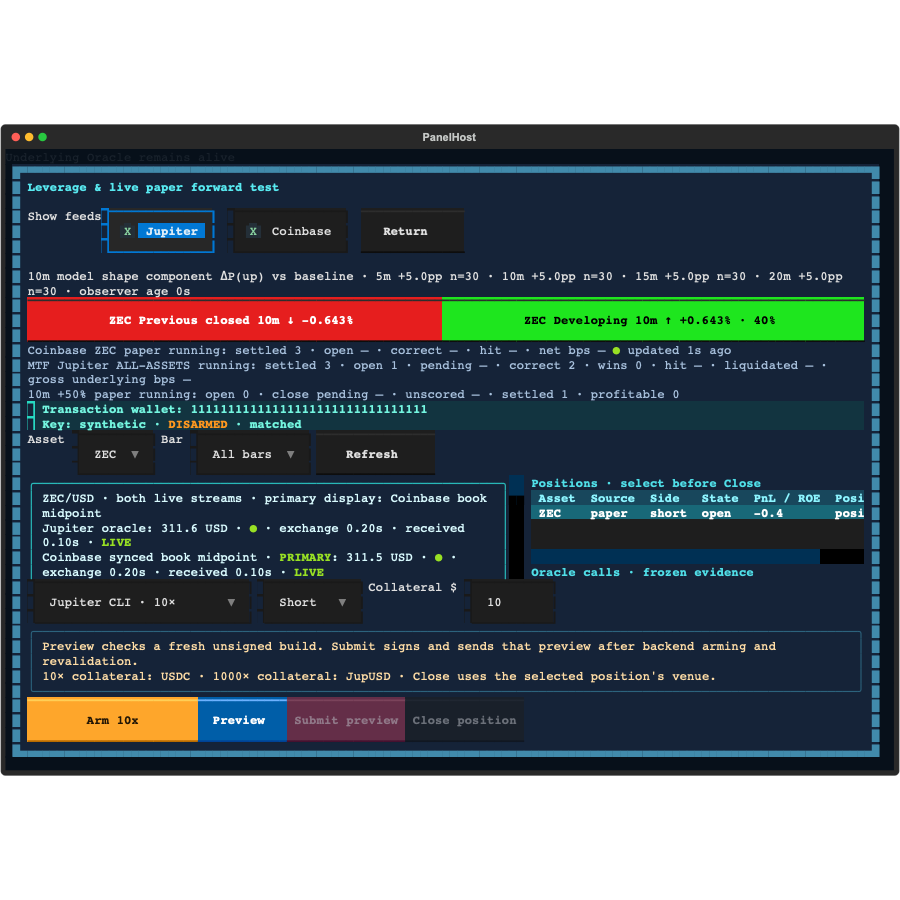 PanelHost
Underlying Oracle remains alive
Leverage & live paper forward test
Show feeds X Jupiter X Coinbase Return
10m model shape component ΔP(up) vs baseline · 5m +5.0pp n=30 · 10m +5.0pp n=30 · 15m +5.0pp n=30 · 20m +5.0pp
n=30 · observer age 0s
ZEC Previous closed 10m ↓ -0.643% ZEC Developing 10m ↑ +0.643% · 40%
Coinbase ZEC paper running: settled 3 · open — · correct — · hit — · net bps — ● updated 1s ago
MTF Jupiter ALL-ASSETS running: settled 3 · open 1 · pending — · correct 2 · wins 0 · hit — · liquidated — ·
gross underlying bps —
10m +50% paper running: open 0 · close pending — · unscored — · settled 1 · profitable 0
Transaction wallet: 11111111111111111111111111111111
Key: synthetic · DISARMED · matched
Asset ZEC ▼ Bar All bars ▼ Refresh
ZEC/USD · both live streams · primary display: Coinbase book
midpoint
Jupiter oracle: 311.6 USD · ● · exchange 0.20s · received
0.10s · LIVE
Coinbase synced book midpoint · PRIMARY: 311.5 USD · ● ·
exchange 0.20s · received 0.10s · LIVE
Positions · select before Close
Asset Source Side State PnL / ROE Posi
ZEC paper short open -0.4 posi
Oracle calls · frozen evidence
Jupiter CLI · 10× ▼ Short ▼ Collateral $ 10
Preview checks a fresh unsigned build. Submit signs and sends that preview after backend arming and
revalidation.
10× collateral: USDC · 1000× collateral: JupUSD · Close uses the selected position's venue.
Arm 10x Preview Submit preview Close position